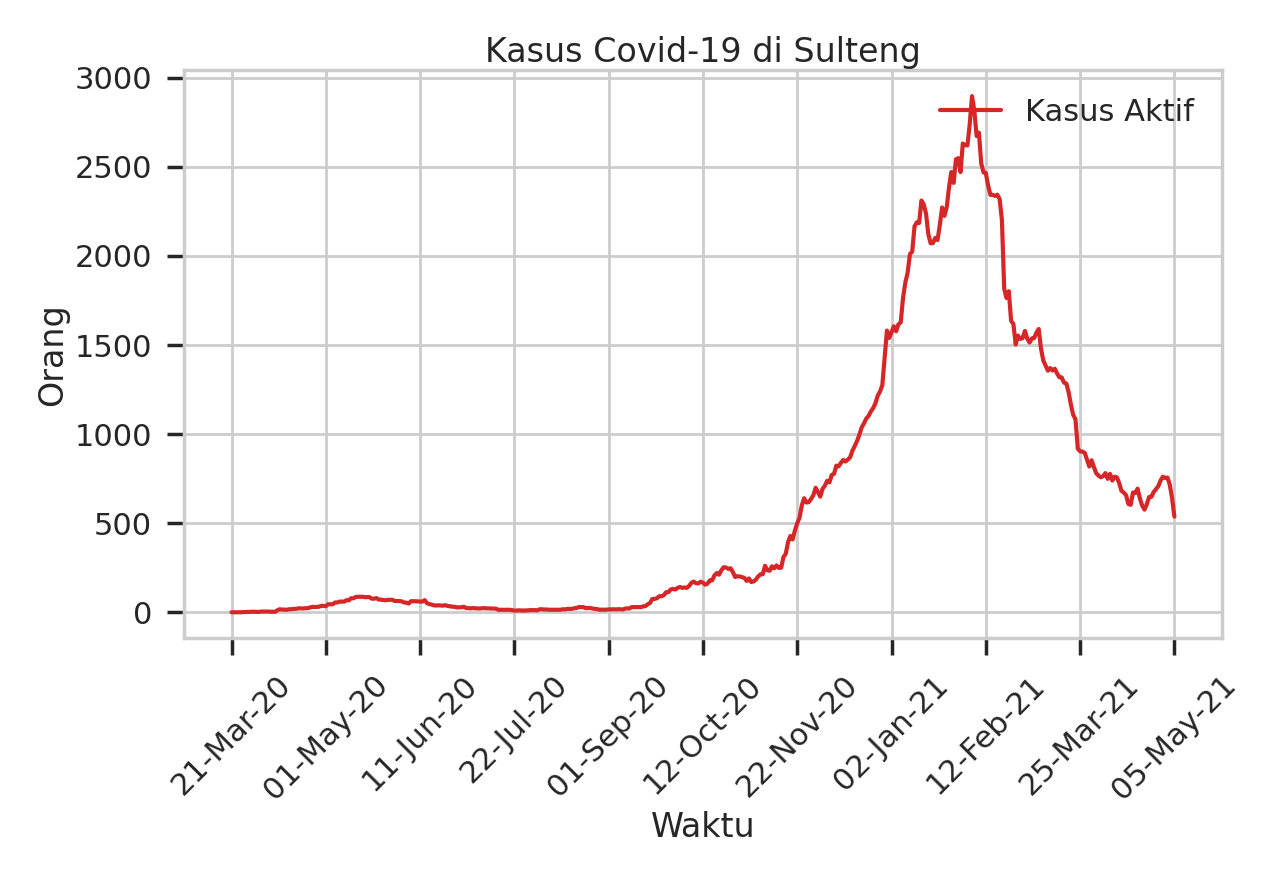 Kasus Covid-19 di Sulteng
Kasus Aktif
3000
2500
2000
1500
1000
500
0
Orang
21-Mar-20
01-May-20
11-Jun-20
22-Jul-20
01-Sep-20
12-Oct-20
22-Nov-20
02-Jan-21
12-Feb-21
25-Mar-21
05-May-21
Waktu